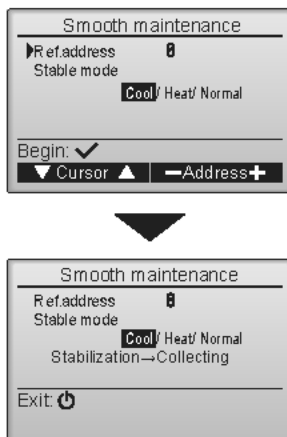 Smooth maintenance
Ref.address 0
Stable mode
Cool/ Heat/ Normal
Begin: ✓
▼ Cursor ▲ −Address+
Smooth maintenance
Ref.address 0
Stable mode
Cool/ Heat/ Normal
Stabilization→Collecting
Exit: